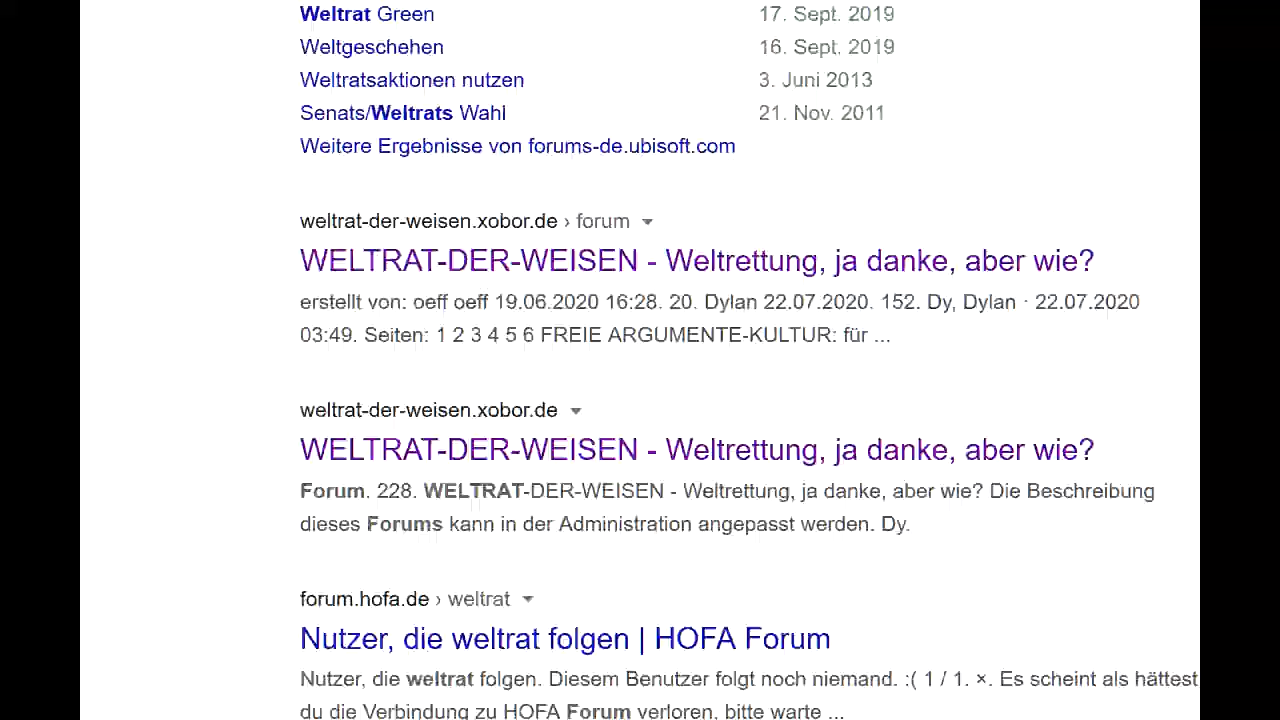 Weltrat Green 17. Sept. 2019
Weltgeschehen 16. Sept. 2019
Weltratsaktionen nutzen 3. Juni 2013
Senats/Weltrats Wahl 21. Nov. 2011
Weitere Ergebnisse von forums-de.ubisoft.com
weltrat-der-weisen.xobor.de › forum
WELTRAT-DER-WEISEN - Weltrettung, ja danke, aber wie?
erstellt von: oeff oeff 19.06.2020 16:28. 20. Dylan 22.07.2020. 152. Dy, Dylan · 22.07.2020
03:49. Seiten: 1 2 3 4 5 6 FREIE ARGUMENTE-KULTUR: für ...
weltrat-der-weisen.xobor.de
WELTRAT-DER-WEISEN - Weltrettung, ja danke, aber wie?
Forum. 228. WELTRAT-DER-WEISEN - Weltrettung, ja danke, aber wie? Die Beschreibung
dieses Forums kann in der Administration angepasst werden. Dy.
forum.hofa.de › weltrat
Nutzer, die weltrat folgen | HOFA Forum
Nutzer, die weltrat folgen. Diesem Benutzer folgt noch niemand. :( 1 / 1. ×. Es scheint als hättest
du die Verbindung zu HOFA Forum verloren, bitte warte ...